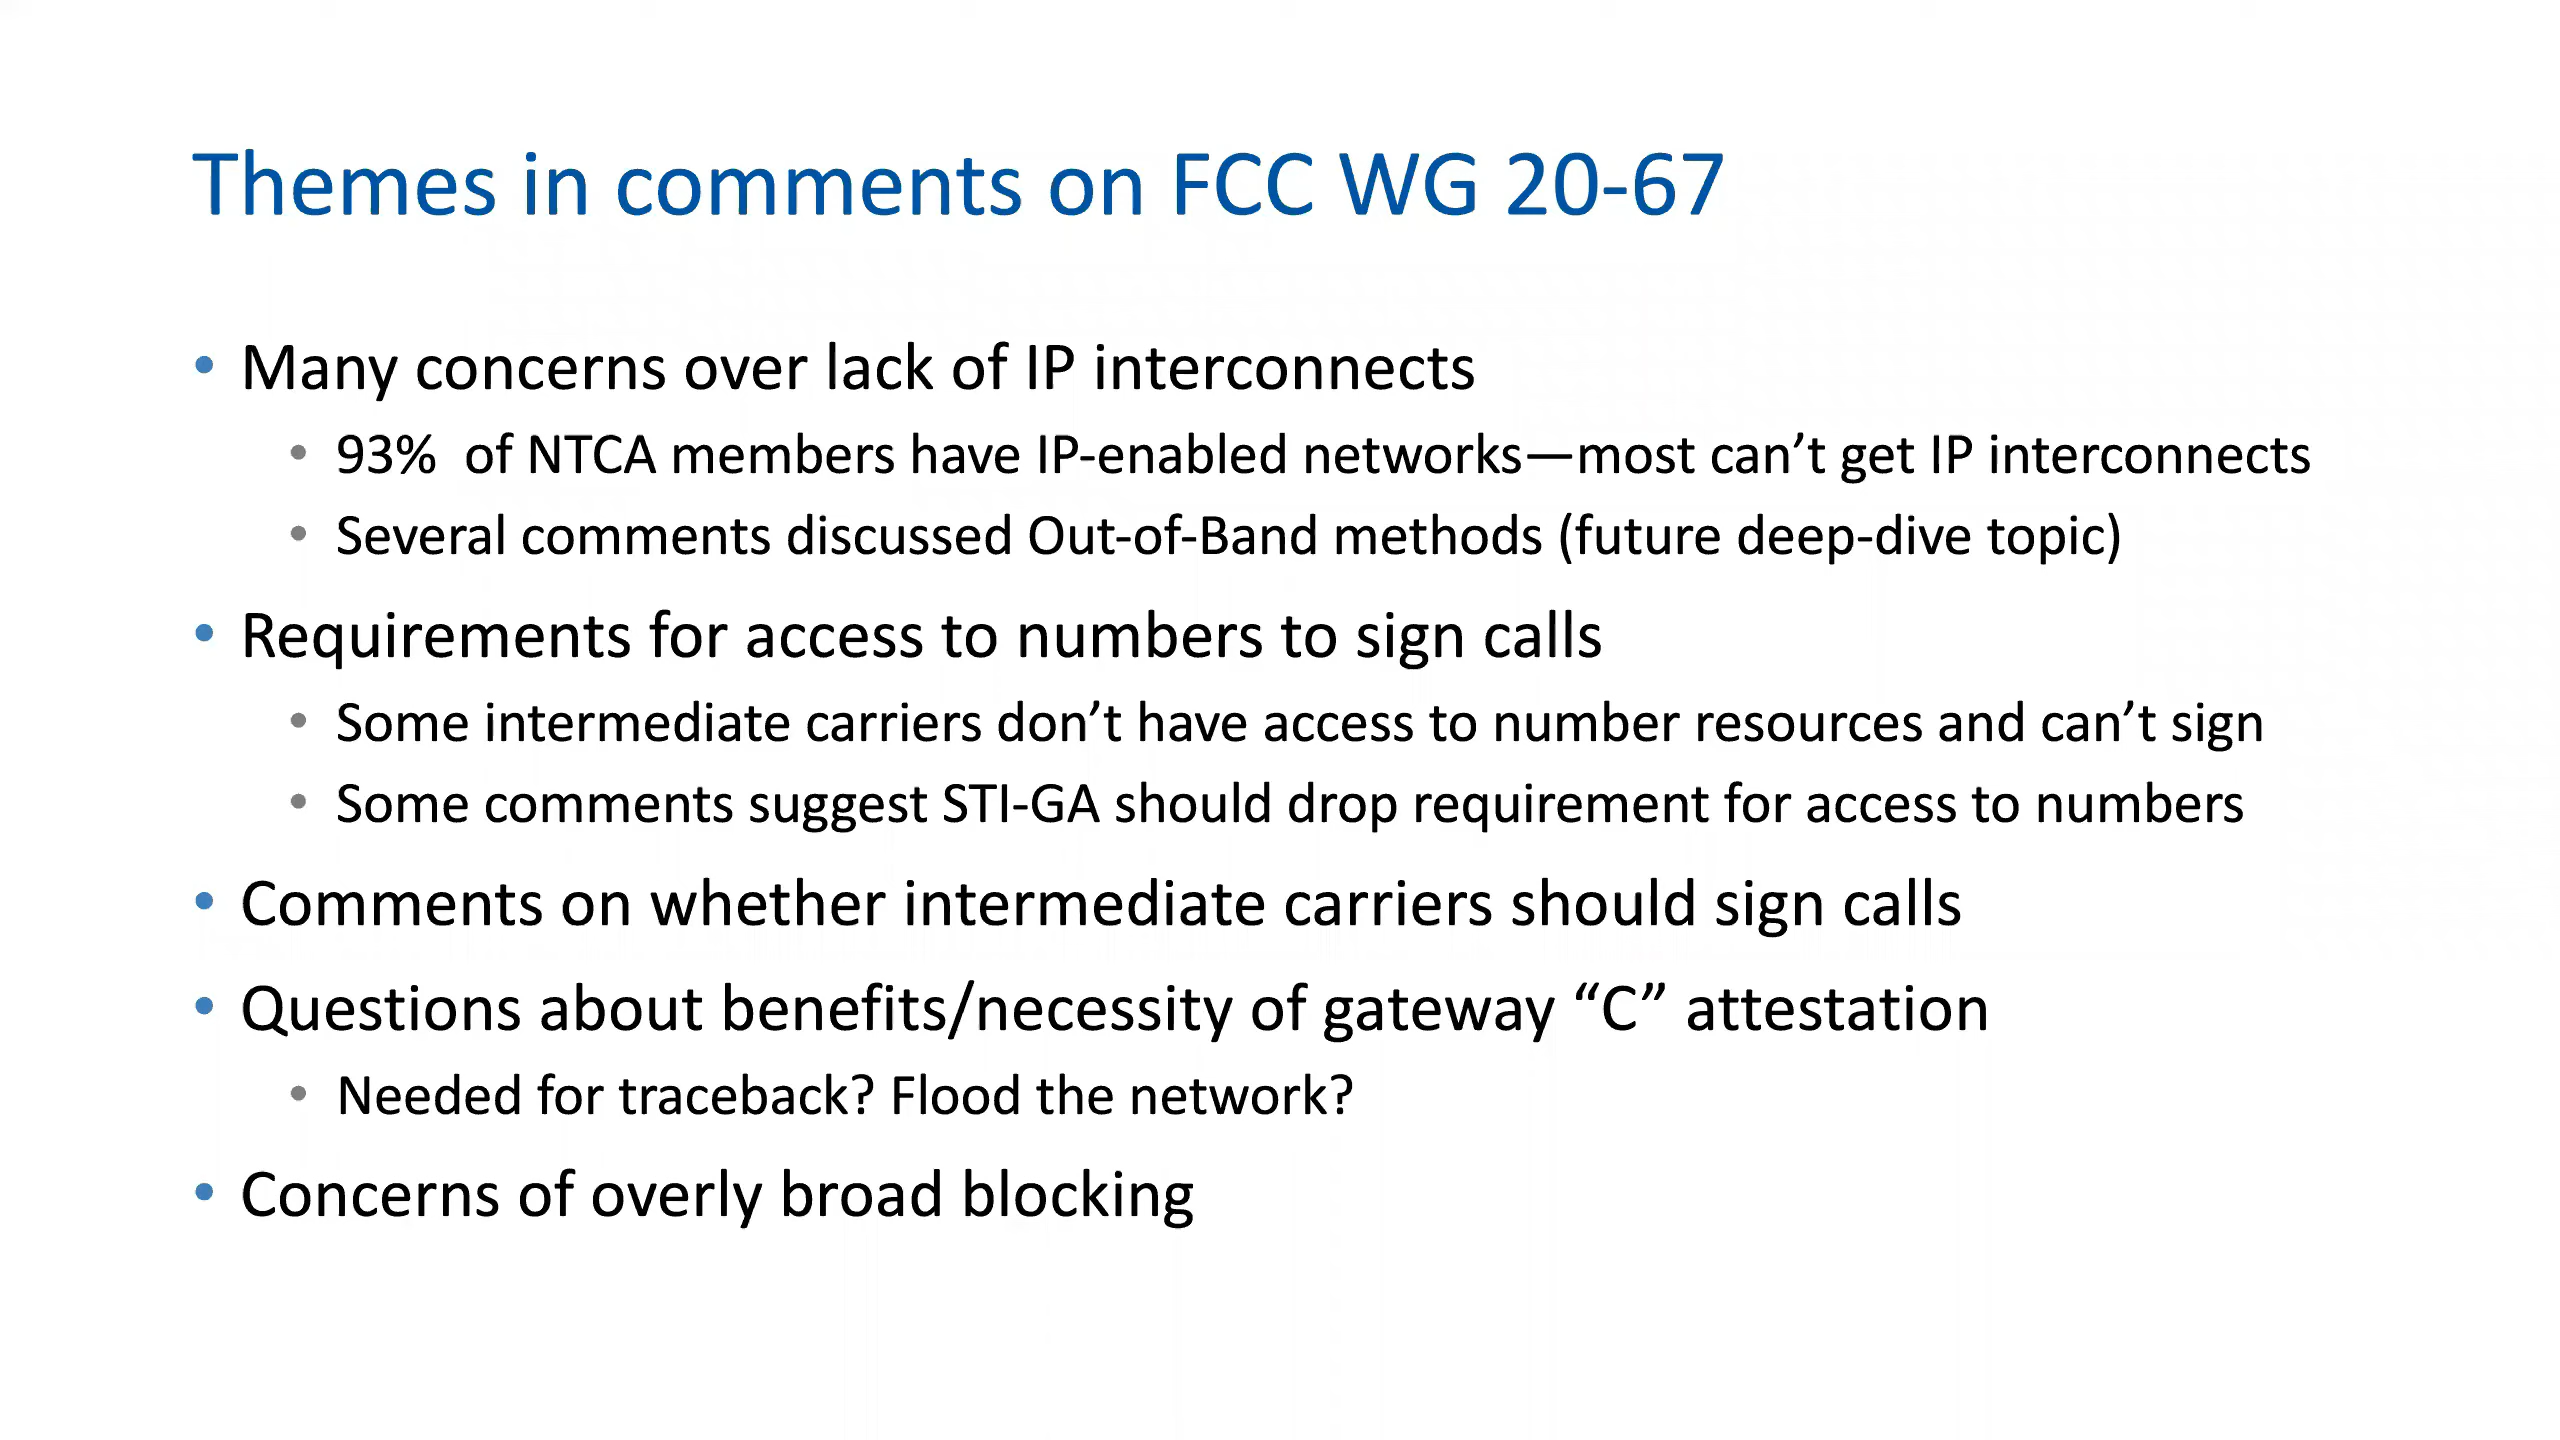 Themes in comments on FCC WG 20-67
• Many concerns over lack of IP interconnects
• 93%  of NTCA members have IP-enabled networks—most can’t get IP interconnects
• Several comments discussed Out-of-Band methods (future deep-dive topic)
• Requirements for access to numbers to sign calls
• Some intermediate carriers don’t have access to number resources and can’t sign
• Some comments suggest STI-GA should drop requirement for access to numbers
• Comments on whether intermediate carriers should sign calls
• Questions about benefits/necessity of gateway “C” attestation
• Needed for traceback? Flood the network?
• Concerns of overly broad blocking